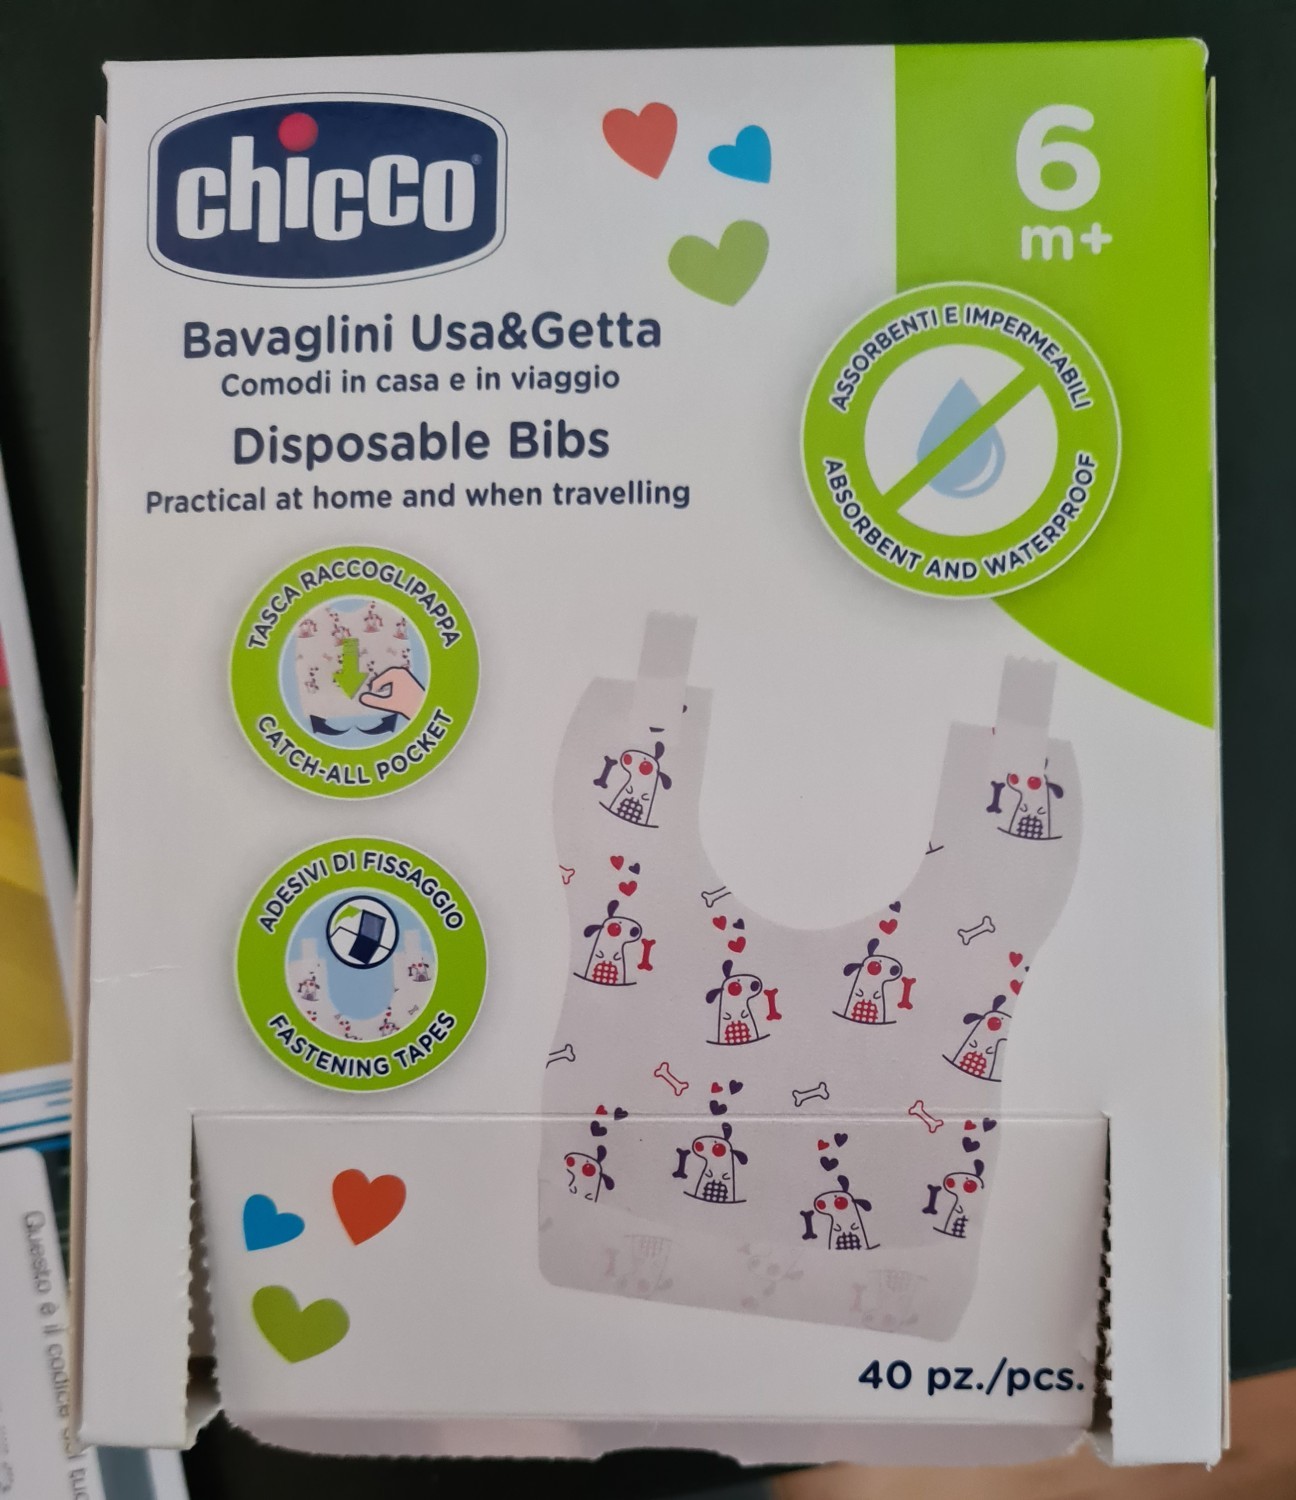 chicco
6
m+
Bavaglini Usa&Getta
Comodi in casa e in viaggio
Disposable Bibs
Practical at home and when travelling
ASSORBENTI E IMPERMEABILI
ABSORBENT AND WATERPROOF
TASCA RACCOGLIPAPPA
CATCH-ALL POCKET
ADESIVI DI FISSAGGIO
FASTENING TAPES
40 pz./pcs.
Questo è il codice del tuo